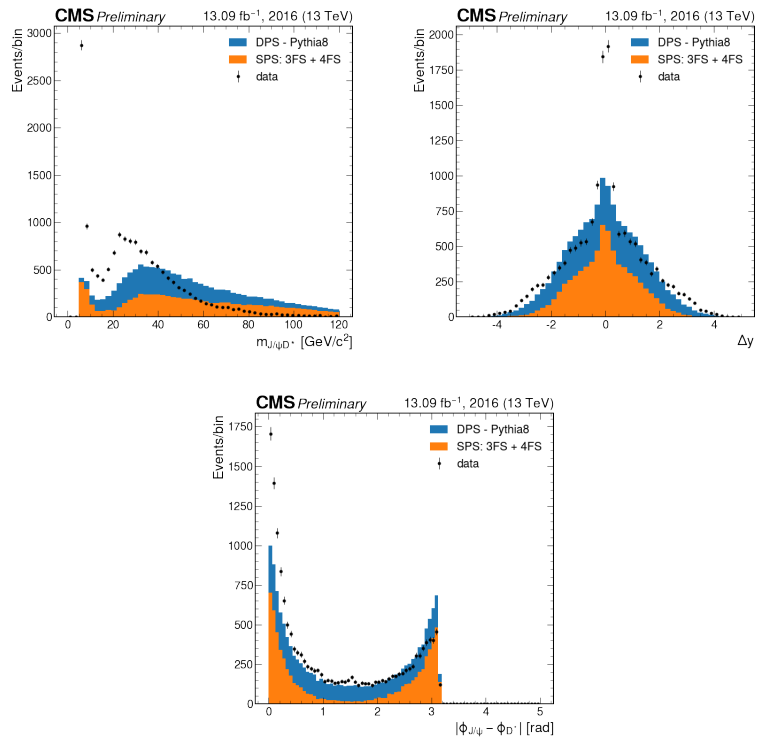 CMS Preliminary 13.09 fb⁻¹, 2016 (13 TeV)
Events/bin
3000
2500
2000
1500
1000
500
0
DPS - Pythia8
SPS: 3FS + 4FS
data
0 20 40 60 80 100 120
m_{J/ψD*} [GeV/c²]
CMS Preliminary 13.09 fb⁻¹, 2016 (13 TeV)
Events/bin
2000
1750
1500
1250
1000
750
500
250
0
DPS - Pythia8
SPS: 3FS + 4FS
data
-4 -2 0 2 4
Δy
CMS Preliminary 13.09 fb⁻¹, 2016 (13 TeV)
Events/bin
1750
1500
1250
1000
750
500
250
0
DPS - Pythia8
SPS: 3FS + 4FS
data
0 1 2 3 4 5
|ϕ_{J/ψ} − ϕ_{D*}| [rad]